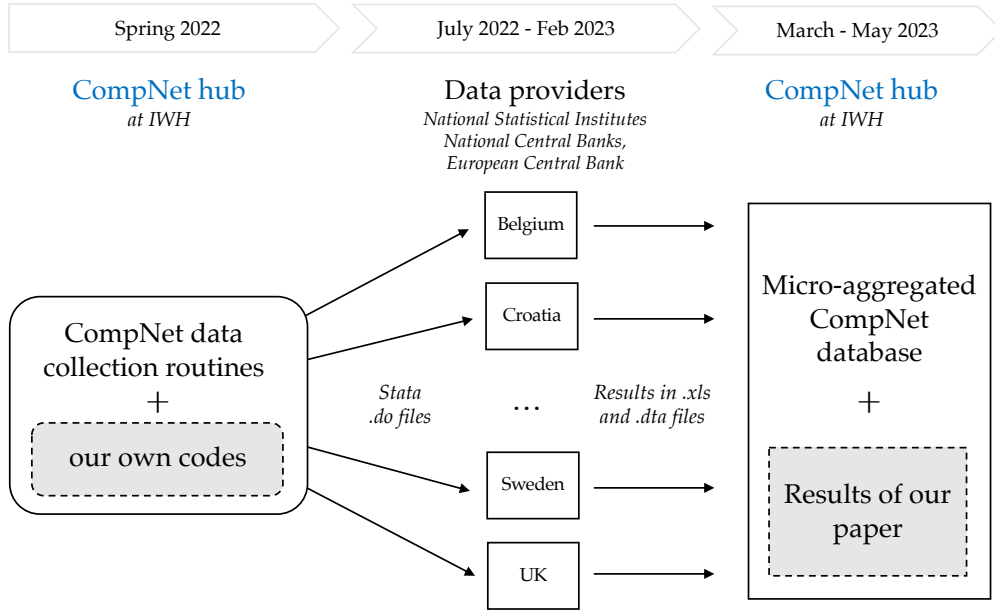 Spring 2022
July 2022 - Feb 2023
March - May 2023
CompNet hub
at IWH
Data providers
National Statistical Institutes
National Central Banks,
European Central Bank
CompNet hub
at IWH
CompNet data
collection routines
+
our own codes
Stata
.do files
Belgium
Croatia
...
Sweden
UK
Results in .xls
and .dta files
Micro-aggregated
CompNet
database
+
Results of our
paper